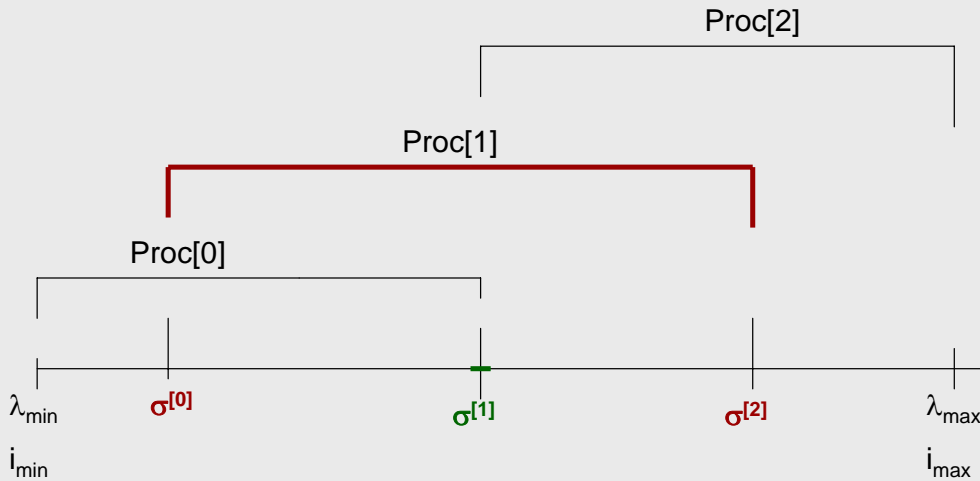 Proc[2]
Proc[1]
Proc[0]
λmin σ[0] σ[1] σ[2] λmax
imin imax